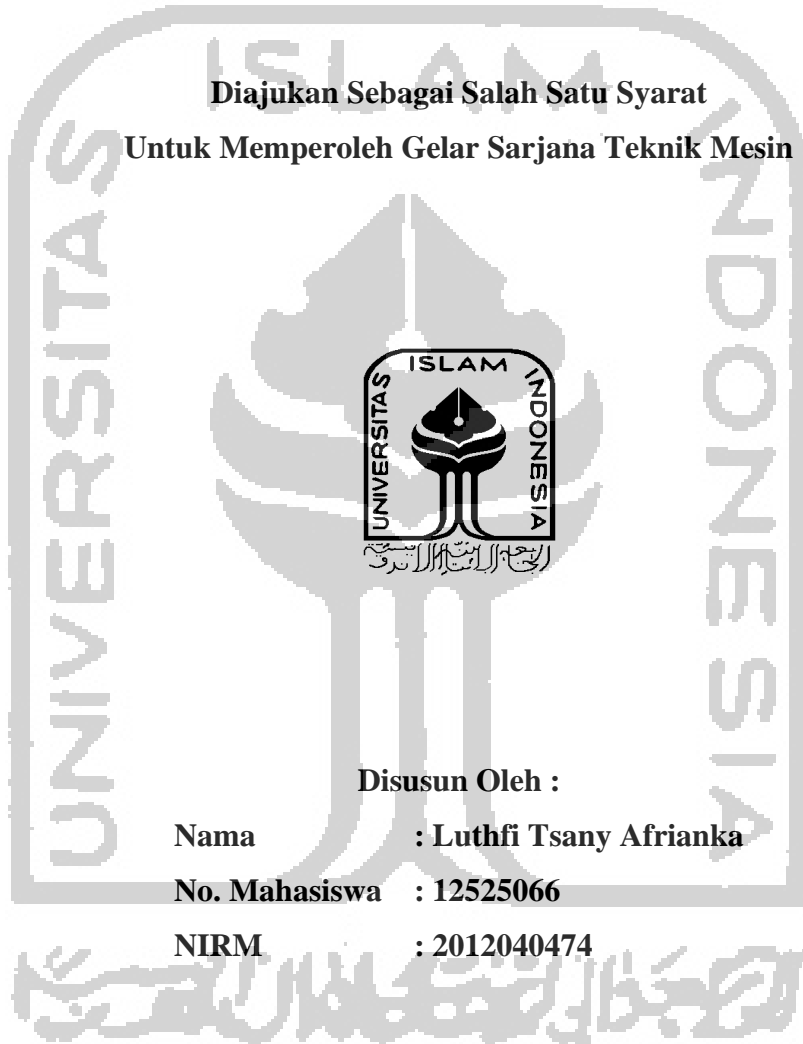 Diajukan Sebagai Salah Satu Syarat
Untuk Memperoleh Gelar Sarjana Teknik Mesin
ISLAM
UNIVERSITAS
INDONESIA
Disusun Oleh :
Nama : Luthfi Tsany Afrianka
No. Mahasiswa : 12525066
NIRM : 2012040474